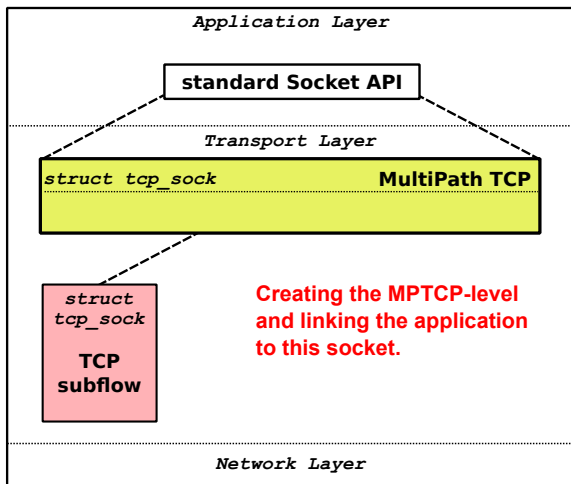 Application Layer
standard Socket API
Transport Layer
struct tcp_sock MultiPath TCP
struct
tcp_sock
TCP
subflow
Creating the MPTCP-level
and linking the application
to this socket.
Network Layer